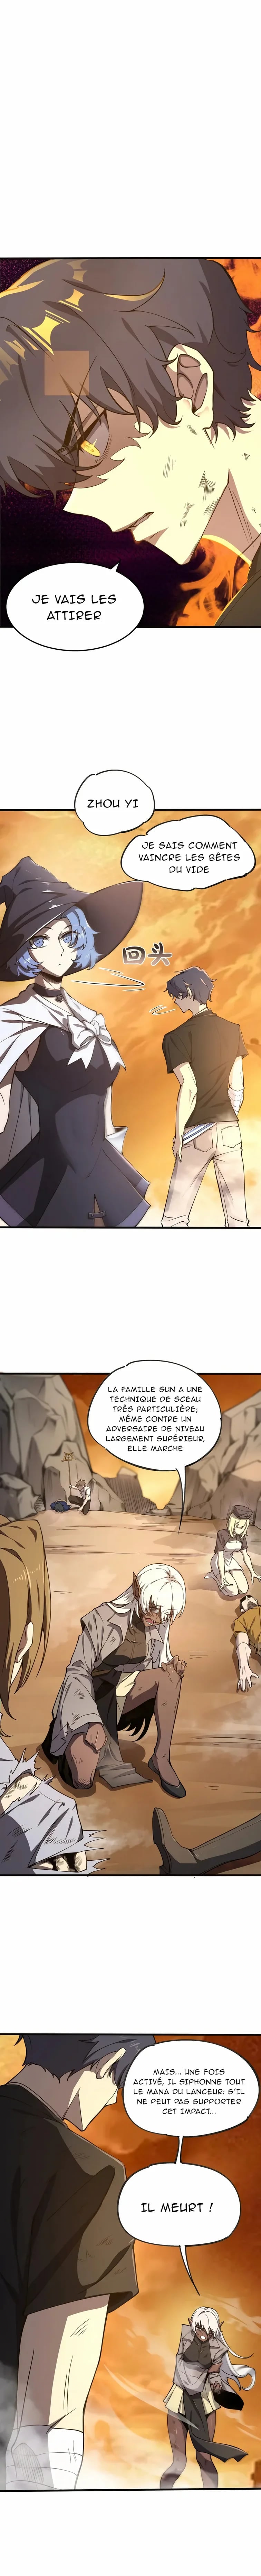 JE VAIS LES
ATTIRER
ZHOU YI
JE SAIS COMMENT
VAINCRE LES BÊTES
DU VIDE
回头
LA FAMILLE SUN A UNE
TECHNIQUE DE SCEAU
TRÈS PARTICULIÈRE;
MÊME CONTRE UN
ADVERSAIRE DE NIVEAU
LARGEMENT SUPÉRIEUR,
ELLE MARCHE
MAIS... UNE FOIS
ACTIVÉ, IL SIPHONNE TOUT
LE MANA DU LANCEUR: S'IL
NE PEUT PAS SUPPORTER
CET IMPACT...
IL MEURT !